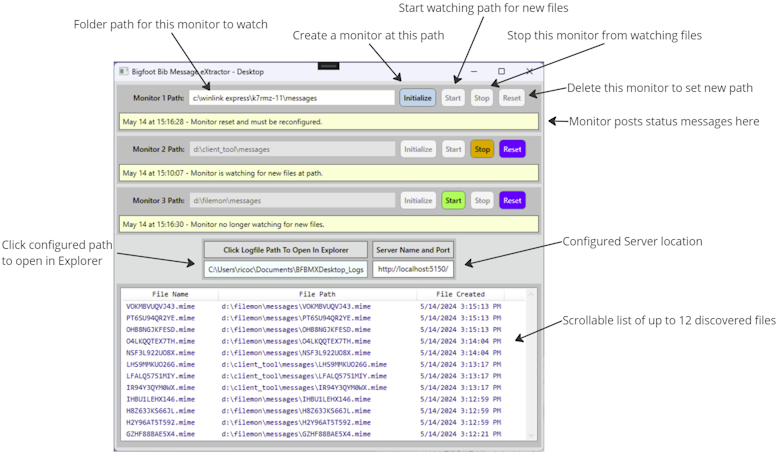 Start watching path for new files
Folder path for this monitor to watch
Create a monitor at this path
Stop this monitor from watching files
Bigfoot Bib Message eXtractor - Desktop
Delete this monitor to set new path
Monitor 1 Path: c:\winlink express\k7rmz-11\messages Initialize Start Stop Reset
May 14 at 15:16:28 - Monitor reset and must be reconfigured.
Monitor posts status messages here
Monitor 2 Path: d:\client_tool\messages Initialize Start Stop Reset
May 14 at 15:10:07 - Monitor is watching for new files at path.
Monitor 3 Path: d:\filemon\messages Initialize Start Stop Reset
May 14 at 15:16:30 - Monitor no longer watching for new files.
Click configured path
to open in Explorer
Click Logfile Path To Open In Explorer Server Name and Port
Configured Server location
C:\Users\ricoc\Documents\BFBMXDesktop_Logs http://localhost:5150/
File Name File Path File Created
VOKMBVUQVJ43.mime d:\filemon\messages\VOKMBVUQVJ43.mime 5/14/2024 3:15:13 PM
PT6SU94QR2YE.mime d:\filemon\messages\PT6SU94QR2YE.mime 5/14/2024 3:15:13 PM
OHB8NGJKFESD.mime d:\filemon\messages\OHB8NGJKFESD.mime 5/14/2024 3:15:13 PM
O4LKQQTEX7TH.mime d:\filemon\messages\O4LKQQTEX7TH.mime 5/14/2024 3:14:04 PM
NSF3L922UO8X.mime d:\filemon\messages\NSF3L922UO8X.mime 5/14/2024 3:14:04 PM
LHS9MMKUO26G.mime d:\client_tool\messages\LHS9MMKUO26G.mime 5/14/2024 3:13:17 PM
LFALQ5751MIY.mime d:\client_tool\messages\LFALQ5751MIY.mime 5/14/2024 3:13:17 PM
IR94Y3QYM0WX.mime d:\client_tool\messages\IR94Y3QYM0WX.mime 5/14/2024 3:13:17 PM
IHBU1LEHX146.mime d:\filemon\messages\IHBU1LEHX146.mime 5/14/2024 3:12:59 PM
H8Z63JKS66JL.mime d:\filemon\messages\H8Z63JKS66JL.mime 5/14/2024 3:12:59 PM
H2Y96AT5T592.mime d:\filemon\messages\H2Y96AT5T592.mime 5/14/2024 3:12:59 PM
GZHF88BAE5X4.mime d:\filemon\messages\GZHF88BAE5X4.mime 5/14/2024 3:12:21 PM
Scrollable list of up to 12 discovered files